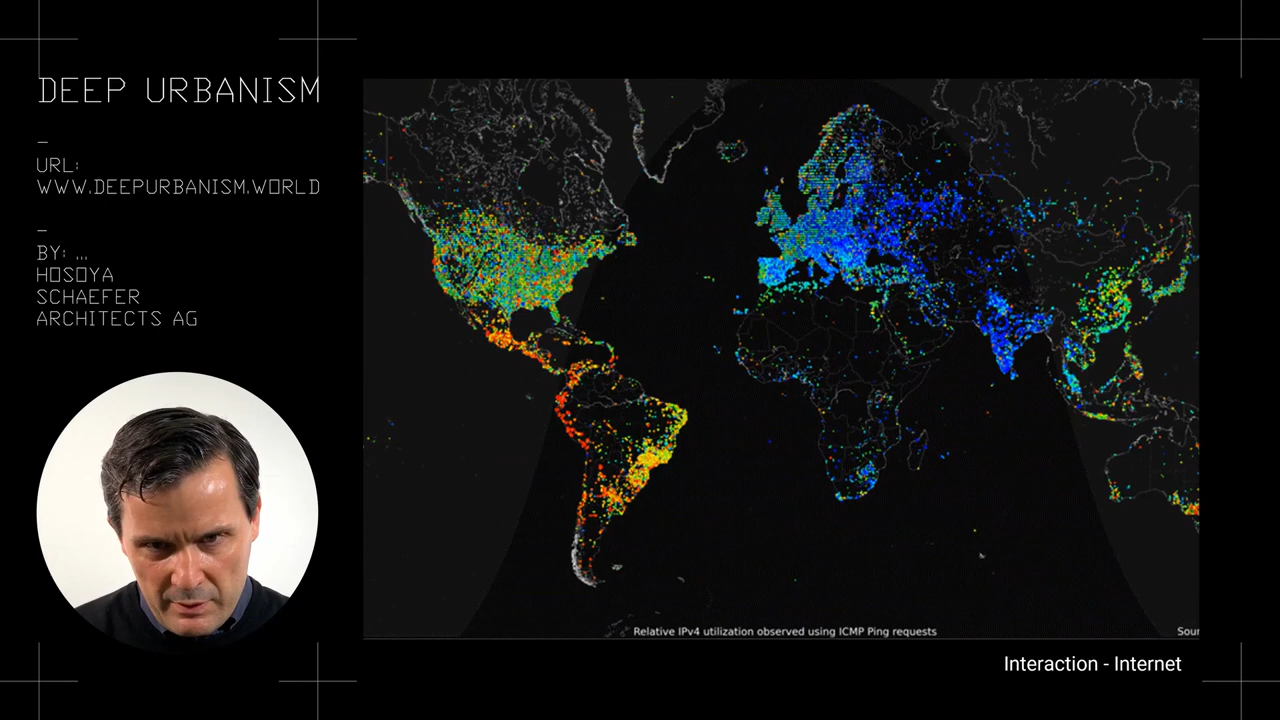 DEEP URBANISM
–
URL:
WWW.DEEPURBANISM.WORLD
–
BY: ...
HOSOYA
SCHAEFER
ARCHITECTS AG
Relative IPv4 utilization observed using ICMP Ping requests
Sour
Interaction - Internet